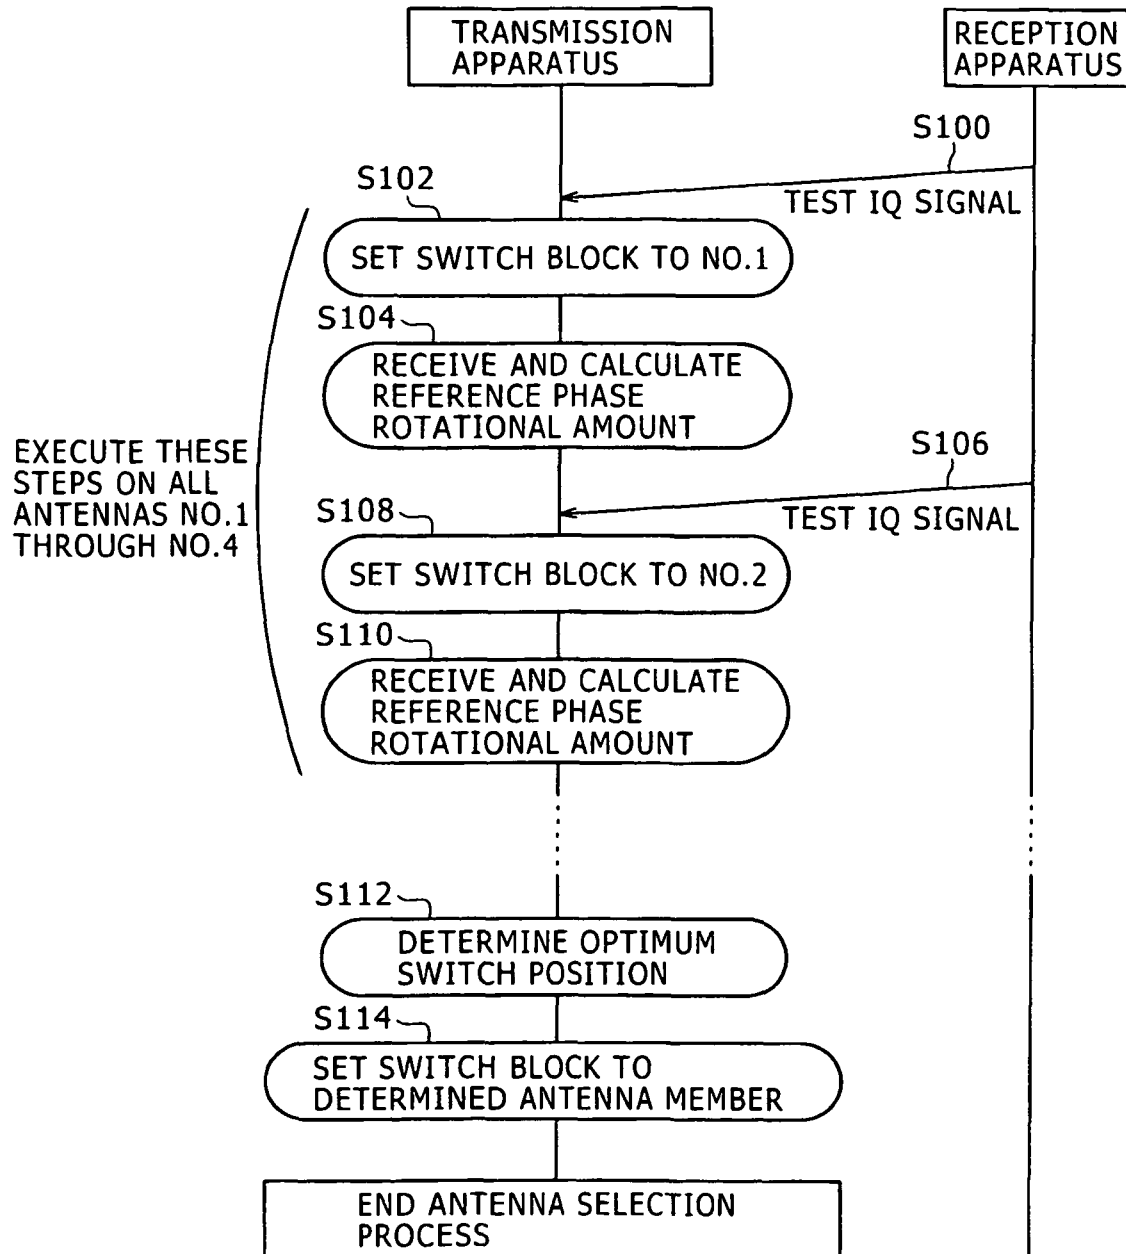 TRANSMISSION
APPARATUS
RECEPTION
APPARATUS
S100
TEST IQ SIGNAL
S102
SET SWITCH BLOCK TO NO.1
S104
RECEIVE AND CALCULATE
REFERENCE PHASE
ROTATIONAL AMOUNT
EXECUTE THESE
STEPS ON ALL
ANTENNAS NO.1
THROUGH NO.4
S106
TEST IQ SIGNAL
S108
SET SWITCH BLOCK TO NO.2
S110
RECEIVE AND CALCULATE
REFERENCE PHASE
ROTATIONAL AMOUNT
S112
DETERMINE OPTIMUM
SWITCH POSITION
S114
SET SWITCH BLOCK TO
DETERMINED ANTENNA MEMBER
END ANTENNA SELECTION
PROCESS